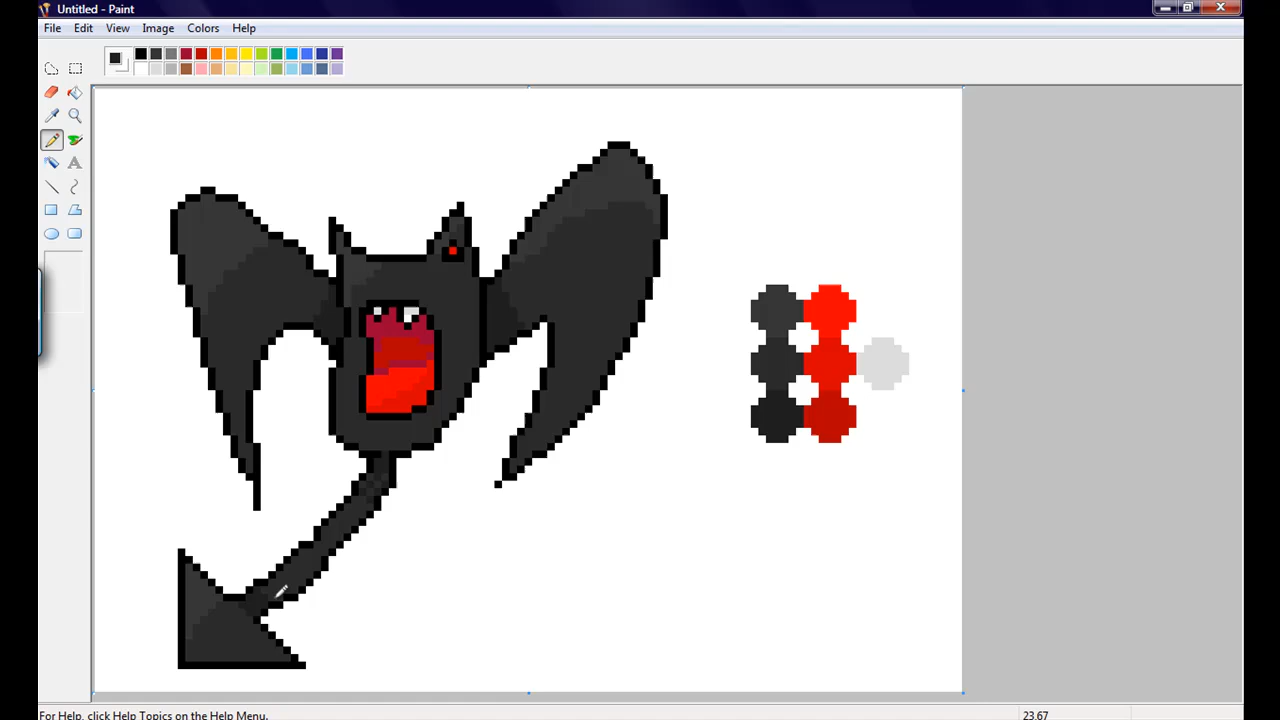 Untitled - Paint
File Edit View Image Colors Help
For Help, click Help Topics on the Help Menu. 23,67